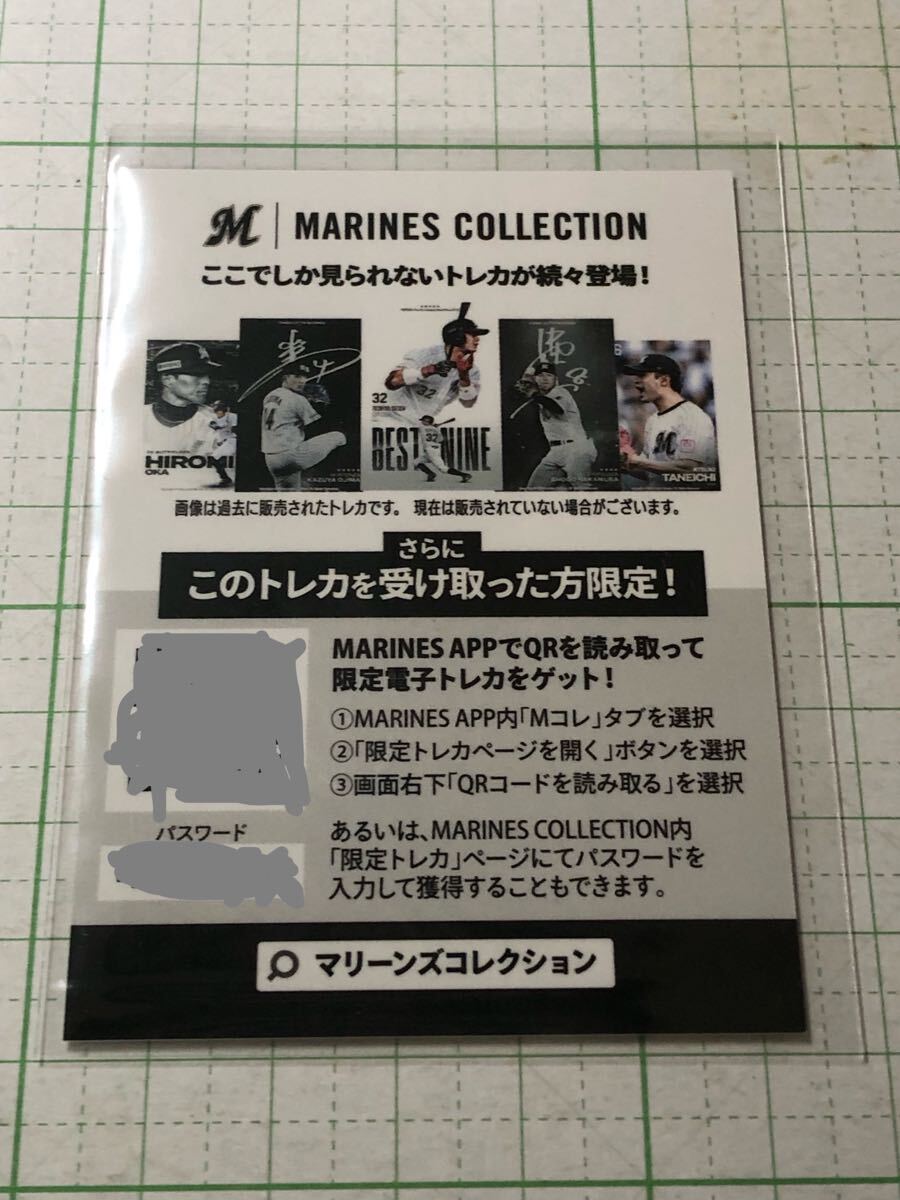 M | MARINES COLLECTION
ここでしか見られないトレカが続々登場！
HIROMI
OKA
KAZUYA OJIMA
32
BEST NINE
32
TANEICHI
画像は過去に販売されたトレカです。 現在は販売されていない場合がございます。
さらに
このトレカを受け取った方限定！
MARINES APPでQRを読み取って
限定電子トレカをゲット！
①MARINES APP内「Mコレ」タブを選択
②「限定トレカページを開く」ボタンを選択
③画面右下「QRコードを読み取る」を選択
パスワード
あるいは、MARINES COLLECTION内
「限定トレカ」ページにてパスワードを
入力して獲得することもできます。
マリーンズコレクション